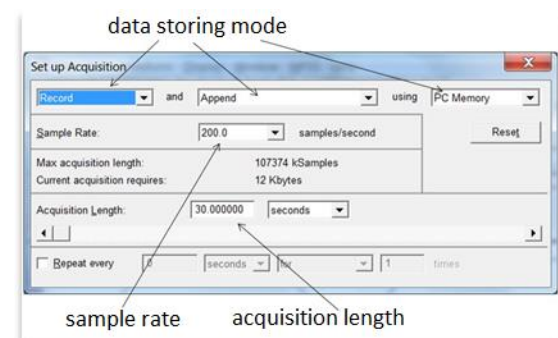 data storing mode
Set up Acquisition
Record and Append using PC Memory
Sample Rate: 200.0 samples/second Reset
Max acquisition length: 107374 kSamples
Current acquisition requires: 12 Kbytes
Acquisition Length: 30.000000 seconds
Repeat every seconds for 1 times
sample rate acquisition length